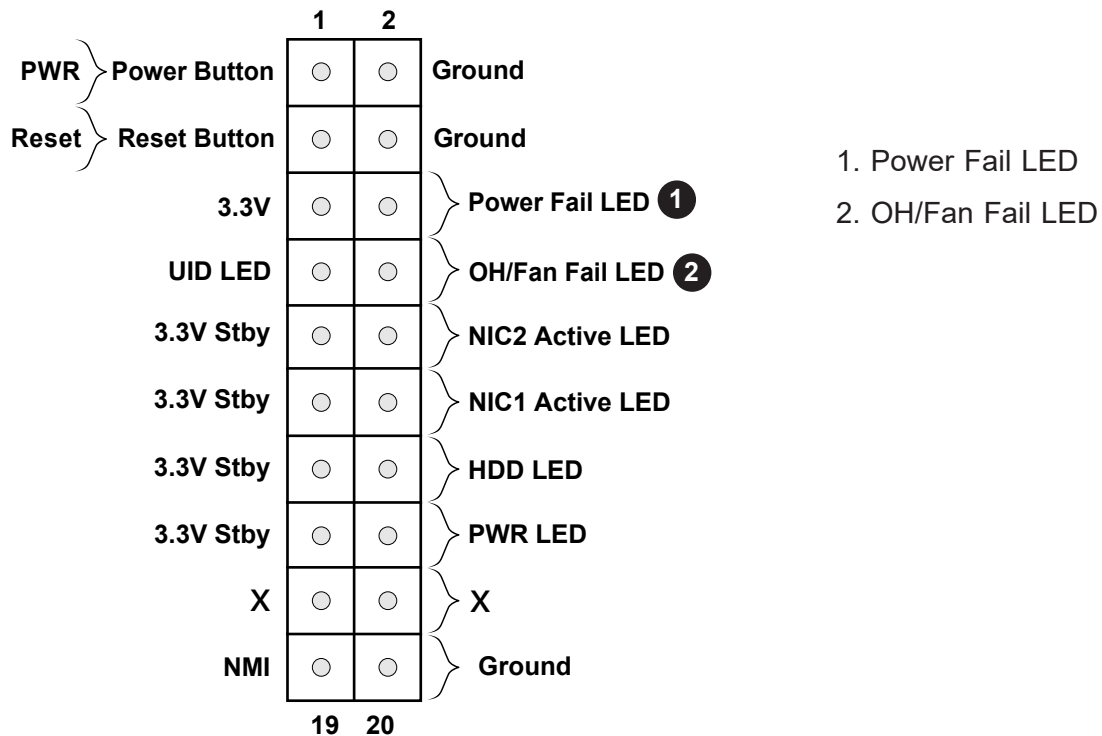 1 2
PWR Power Button Ground
Reset Reset Button Ground
3.3V Power Fail LED 1
UID LED OH/Fan Fail LED 2
3.3V Stby NIC2 Active LED
3.3V Stby NIC1 Active LED
3.3V Stby HDD LED
3.3V Stby PWR LED
X X
NMI Ground
19 20
1. Power Fail LED
2. OH/Fan Fail LED